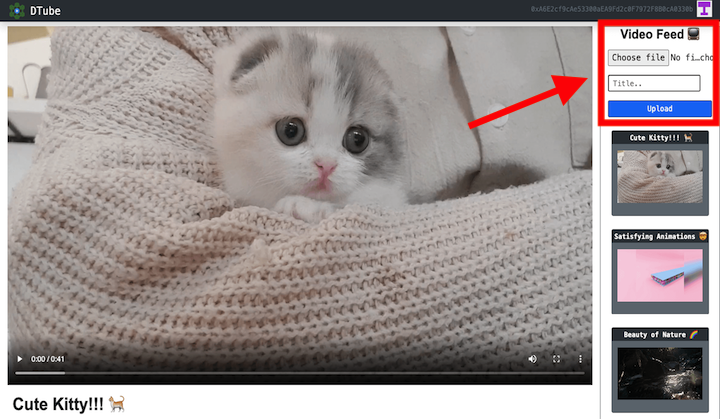 DTube
0xA6E2cf9cAe53380aEA9Fd2c0F7972F8B8cA0330b
Video Feed 📺
Choose file No fi…cho
Title..
Upload
Cute Kitty!!! 🐈
Satisfying Animations
Beauty of Nature 🌈
0:00 / 0:41
Cute Kitty!!! 🐈